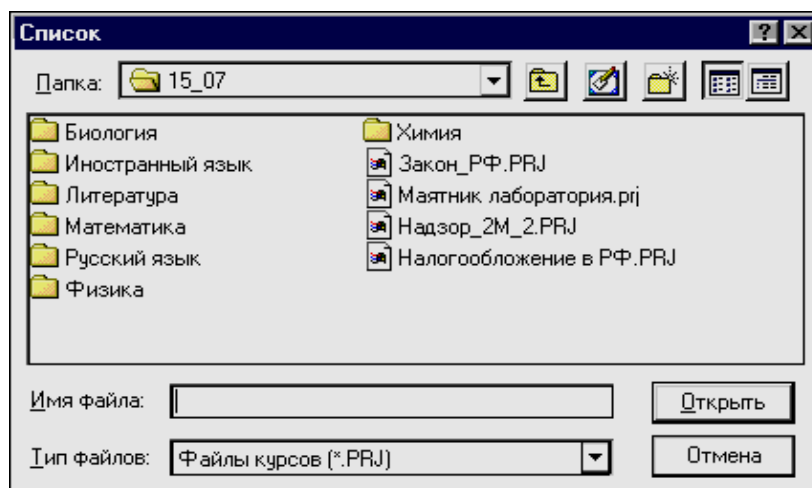 Список
Папка: 15_07
Биология
Иностранный язык
Литература
Математика
Русский язык
Физика
Химия
Закон_РФ.PRJ
Маятник лаборатория.prj
Надзор_2М_2.PRJ
Налогообложение в РФ.PRJ
Имя файла:
Открыть
Тип файлов: Файлы курсов (*.PRJ)
Отмена